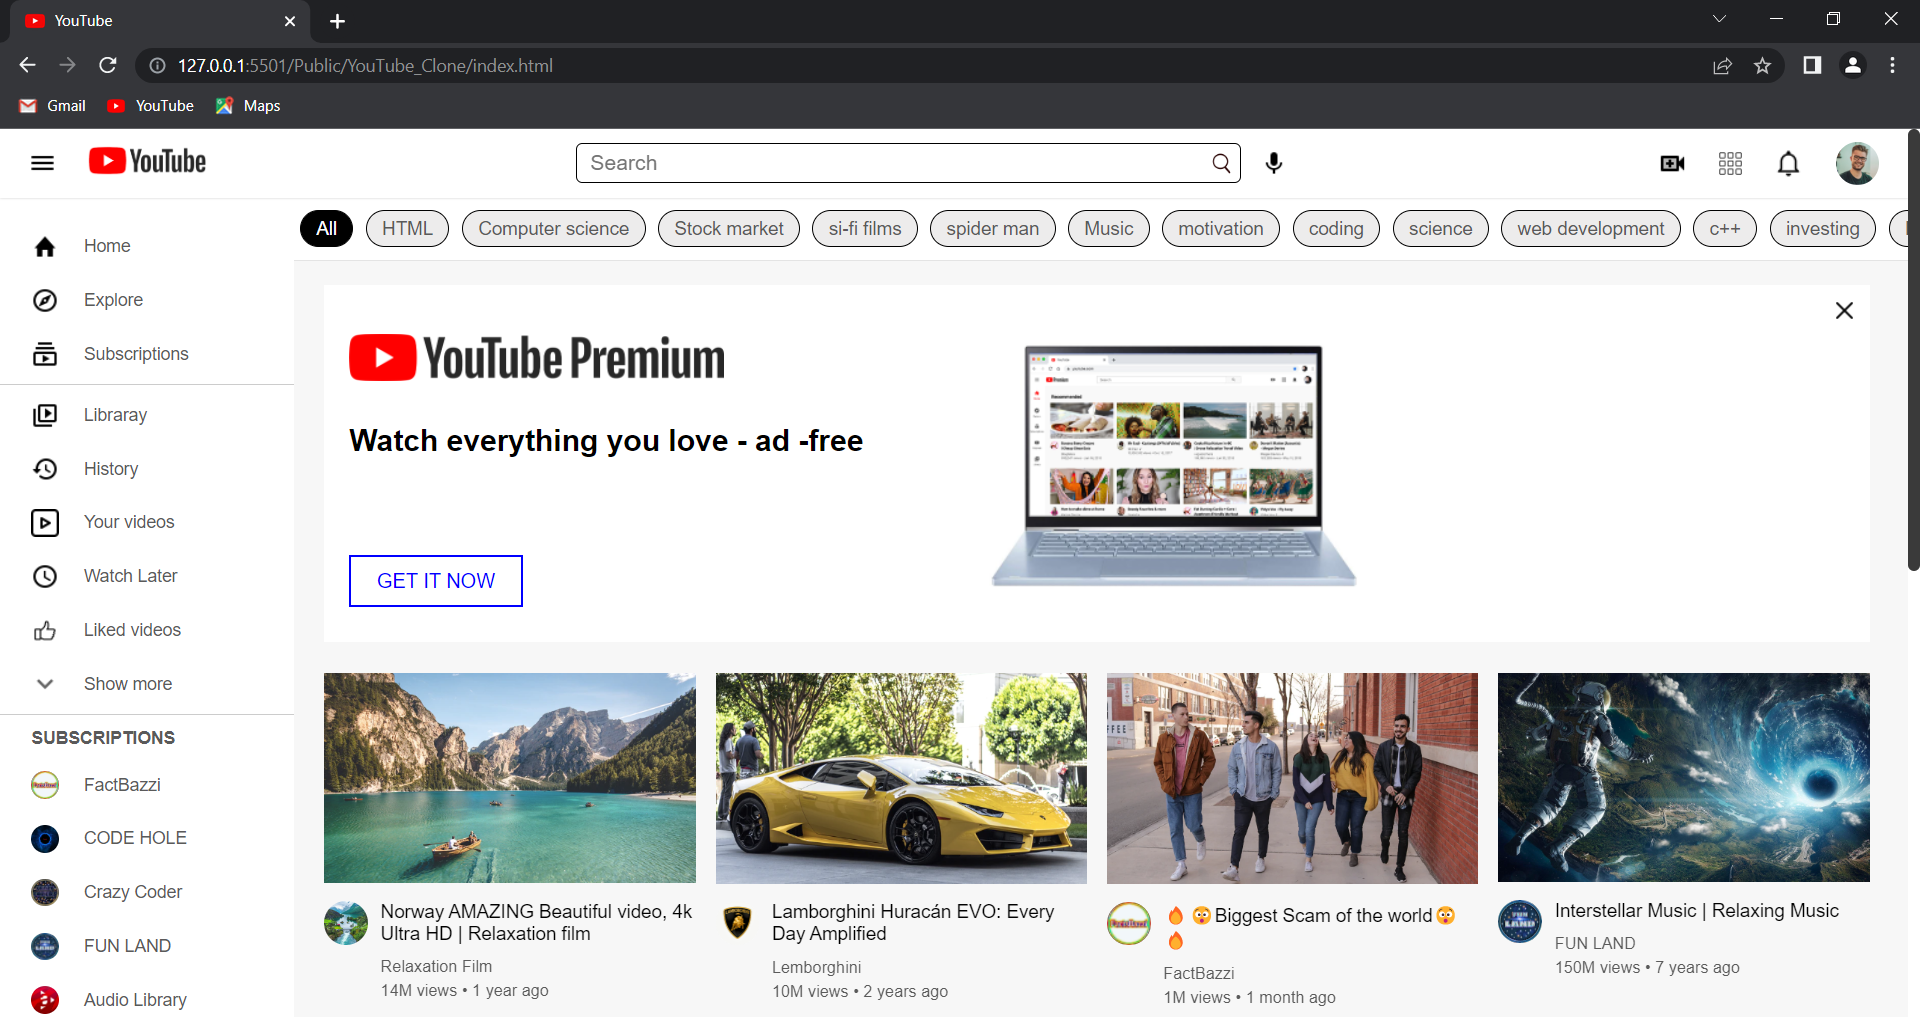 YouTube
127.0.0.1:5501/Public/YouTube_Clone/index.html
Gmail YouTube Maps
YouTube
Search
All HTML Computer science Stock market si-fi films spider man Music motivation coding science web development c++ investing
Home
Explore
Subscriptions
Libraray
History
Your videos
Watch Later
Liked videos
Show more
SUBSCRIPTIONS
FactBazzi
CODE HOLE
Crazy Coder
FUN LAND
Audio Library
YouTube Premium
Watch everything you love - ad -free
GET IT NOW
Norway AMAZING Beautiful video, 4k
Ultra HD | Relaxation film
Relaxation Film
14M views • 1 year ago
Lamborghini Huracán EVO: Every
Day Amplified
Lemborghini
10M views • 2 years ago
🔥 😲Biggest Scam of the world😲
🔥
FactBazzi
1M views • 1 month ago
Interstellar Music | Relaxing Music
FUN LAND
150M views • 7 years ago